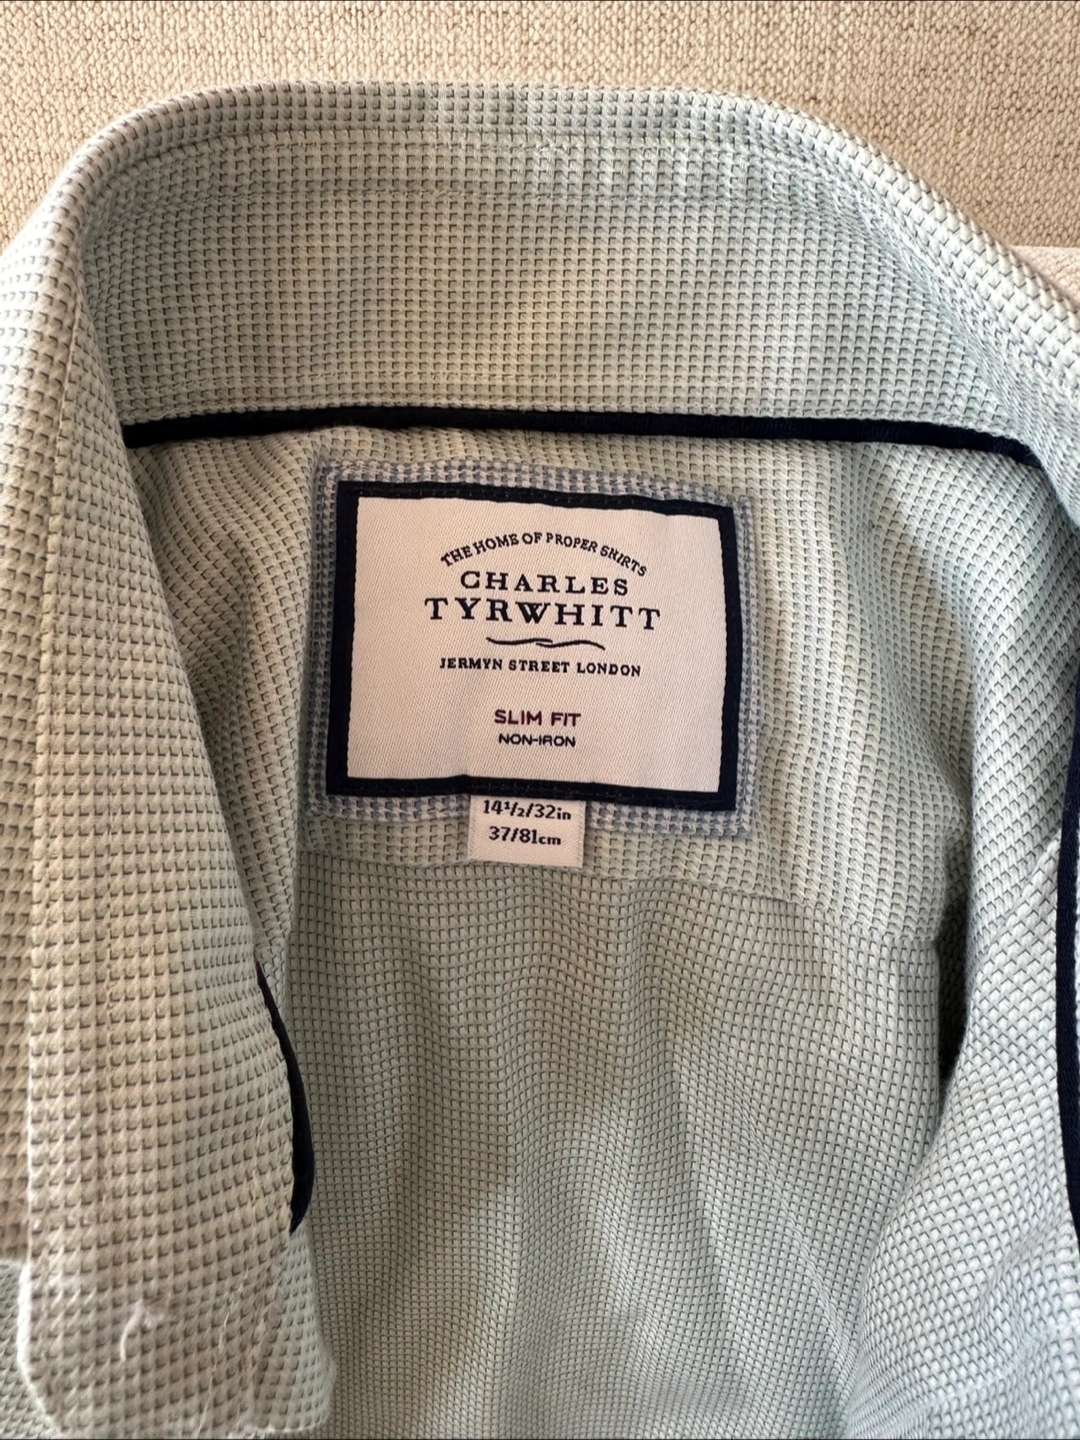 THE HOME OF PROPER SHIRTS
CHARLES
TYRWHITT
JERMYN STREET LONDON
SLIM FIT
NON-IRON
14½/32in
37/81cm